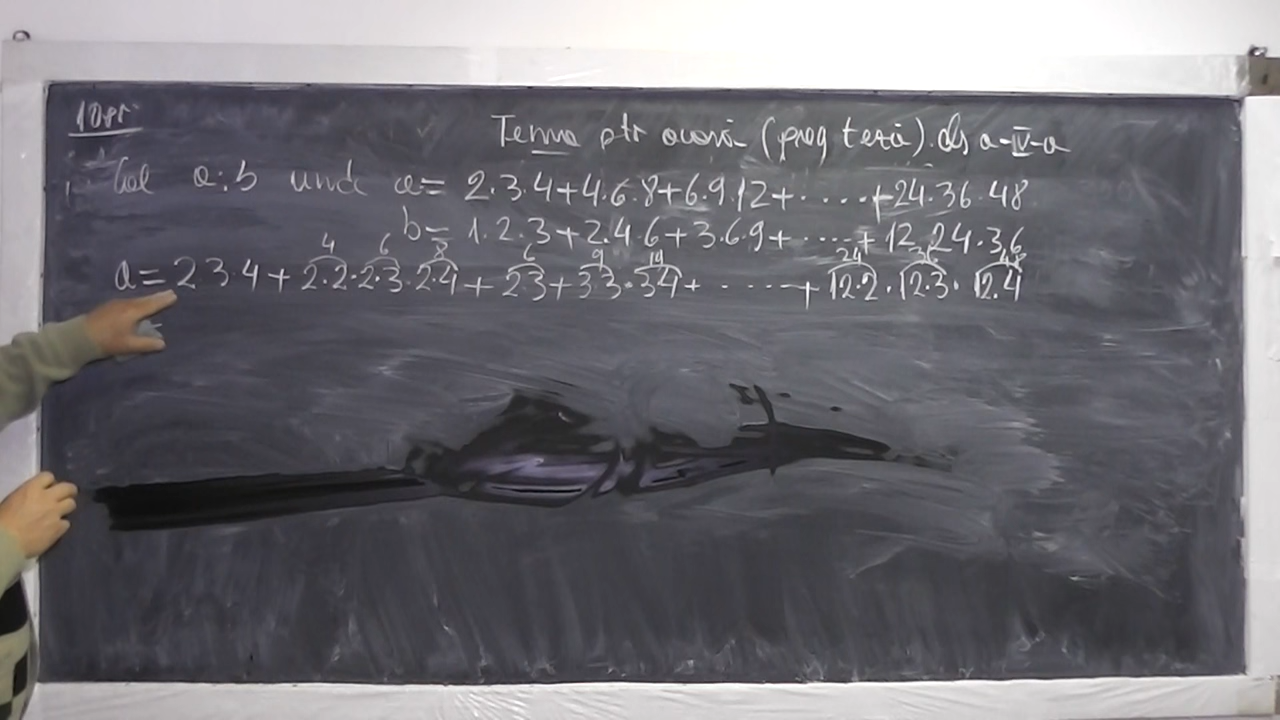 10pr
Tema ptr acasă (preg teză) cls a-IV-a
Cal a:b unde a= 2·3·4+4·6·8+6·9·12+·····+24·36·48
b= 1·2·3+2·4·6+3·6·9+·····+12·24·36
4 6 8 6 9 12 24 36 48
a= 2·3·4+ 2·2·2·3·2·4+ 2·3+3·3·3·4+ ·····+ 12·2·12·3· 12·4
=